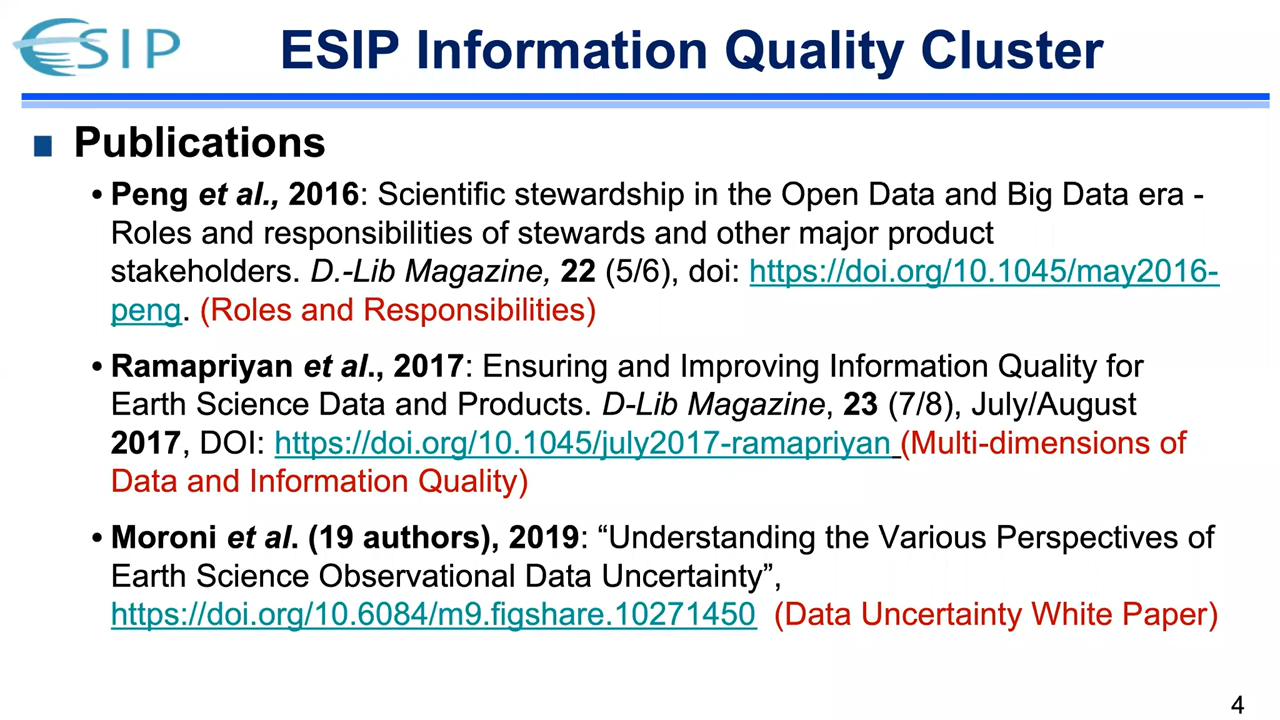 ESIP
ESIP Information Quality Cluster
Publications
• Peng et al., 2016: Scientific stewardship in the Open Data and Big Data era -
Roles and responsibilities of stewards and other major product
stakeholders. D.-Lib Magazine, 22 (5/6), doi: https://doi.org/10.1045/may2016-
peng. (Roles and Responsibilities)
• Ramapriyan et al., 2017: Ensuring and Improving Information Quality for
Earth Science Data and Products. D-Lib Magazine, 23 (7/8), July/August
2017, DOI: https://doi.org/10.1045/july2017-ramapriyan (Multi-dimensions of
Data and Information Quality)
• Moroni et al. (19 authors), 2019: “Understanding the Various Perspectives of
Earth Science Observational Data Uncertainty”,
https://doi.org/10.6084/m9.figshare.10271450 (Data Uncertainty White Paper)
4